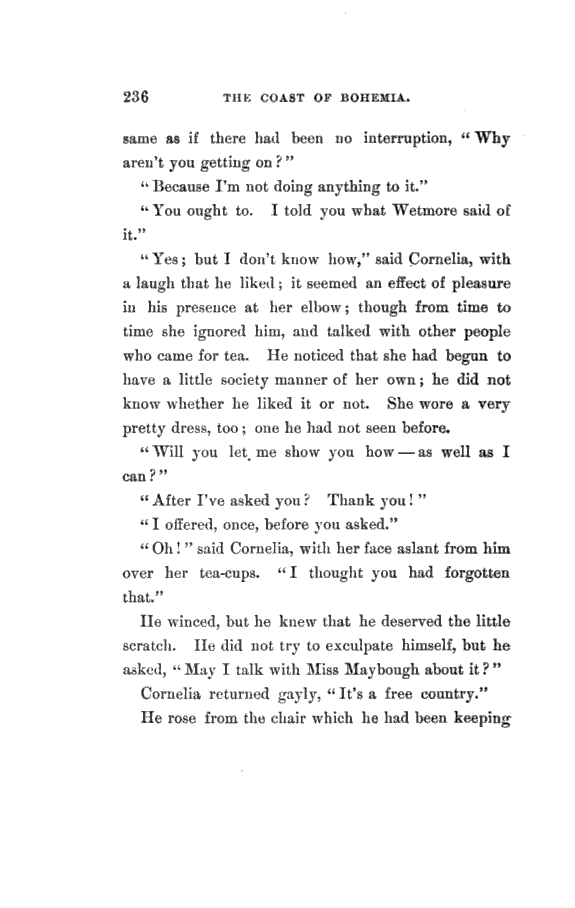 236 THE COAST OF BOHEMIA.
same as if there had been no interruption, “Why
aren’t you getting on?”
“Because I’m not doing anything to it.”
“You ought to. I told you what Wetmore said of
it.”
“Yes; but I don’t know how,” said Cornelia, with
a laugh that he liked; it seemed an effect of pleasure
in his presence at her elbow; though from time to
time she ignored him, and talked with other people
who came for tea. He noticed that she had begun to
have a little society manner of her own; he did not
know whether he liked it or not. She wore a very
pretty dress, too; one he had not seen before.
“Will you let me show you how—as well as I
can?”
“After I’ve asked you? Thank you!”
“I offered, once, before you asked.”
“Oh!” said Cornelia, with her face aslant from him
over her tea-cups. “I thought you had forgotten
that.”
He winced, but he knew that he deserved the little
scratch. He did not try to exculpate himself, but he
asked, “May I talk with Miss Maybough about it?”
Cornelia returned gayly, “It’s a free country.”
He rose from the chair which he had been keeping